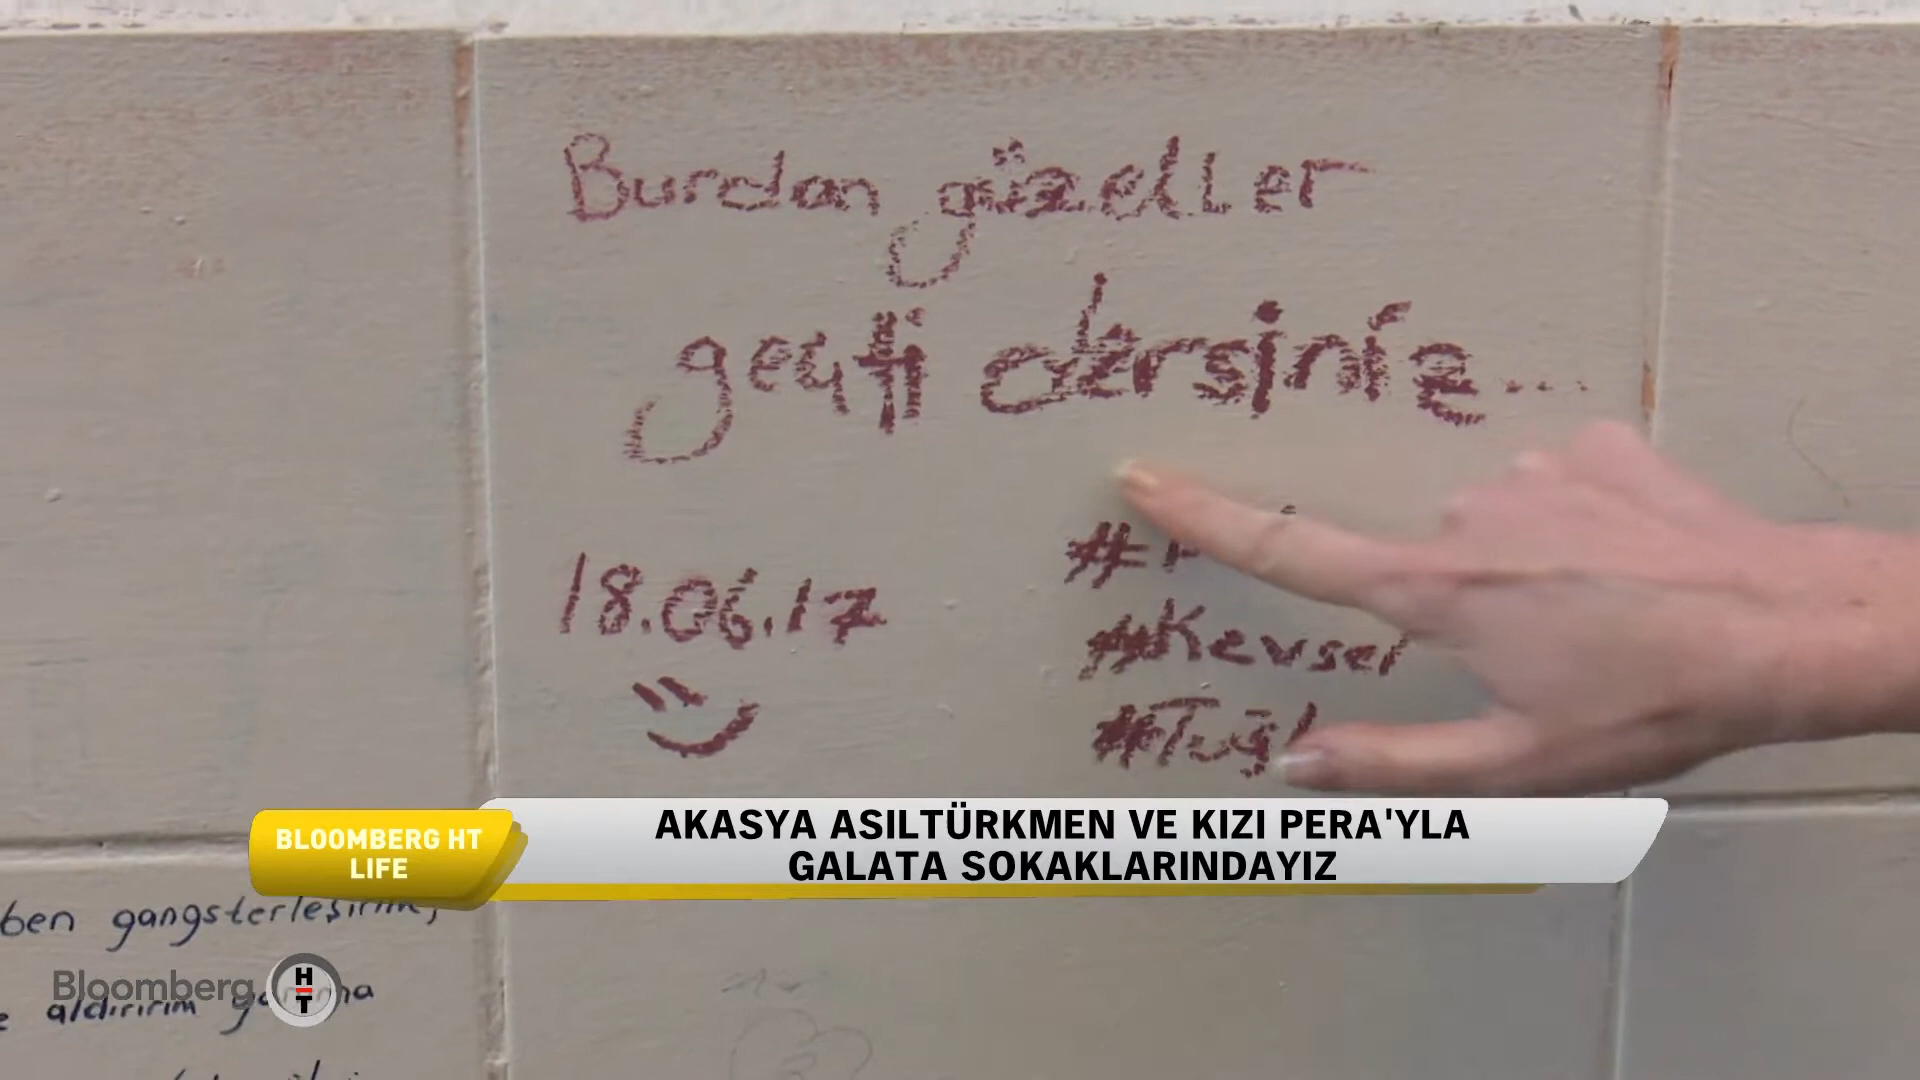 Burdan güzeller
geçti dersiniz...
18.06.17
#Kevser
BLOOMBERG HT
LIFE
AKASYA ASILTÜRKMEN VE KIZI PERA'YLA
GALATA SOKAKLARINDAYIZ
ben gangsterleşirim,
Bloomberg HT
aldırırım